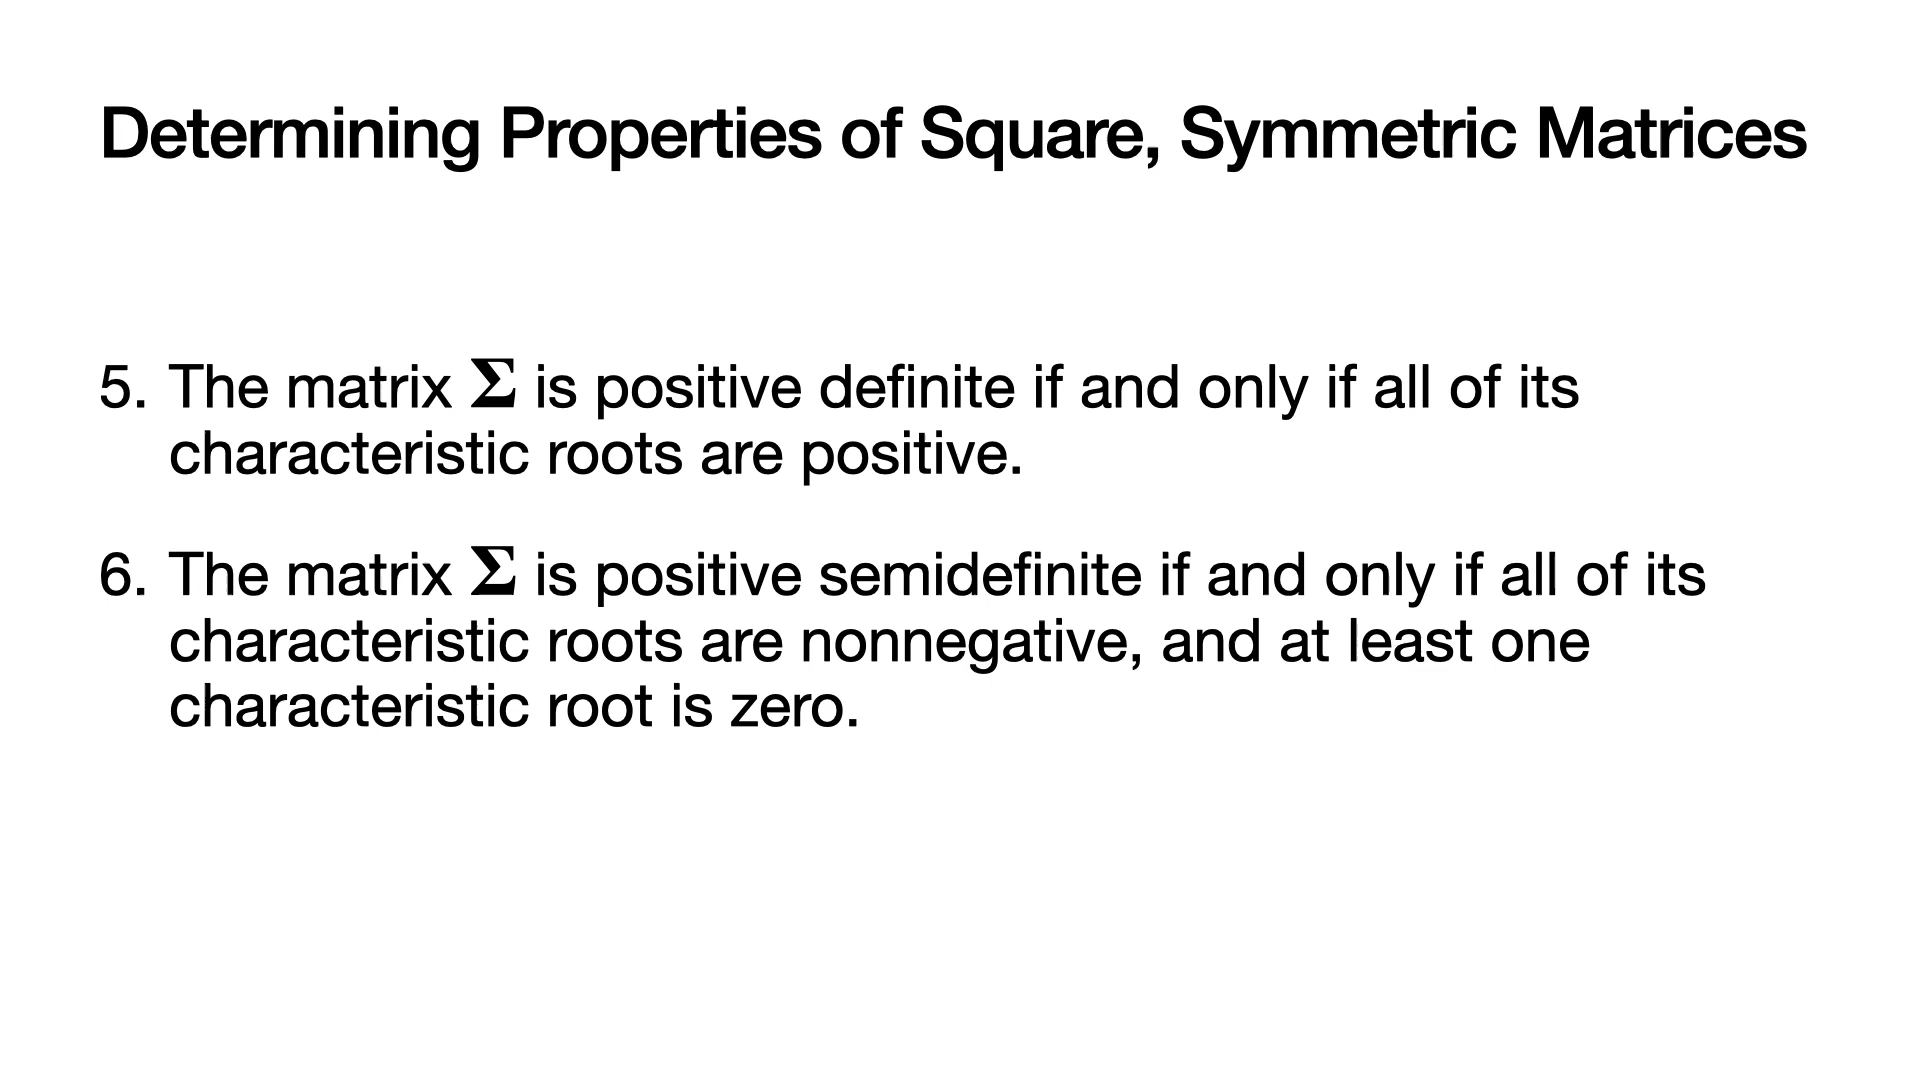 Determining Properties of Square, Symmetric Matrices
5. The matrix Σ is positive definite if and only if all of its
characteristic roots are positive.
6. The matrix Σ is positive semidefinite if and only if all of its
characteristic roots are nonnegative, and at least one
characteristic root is zero.